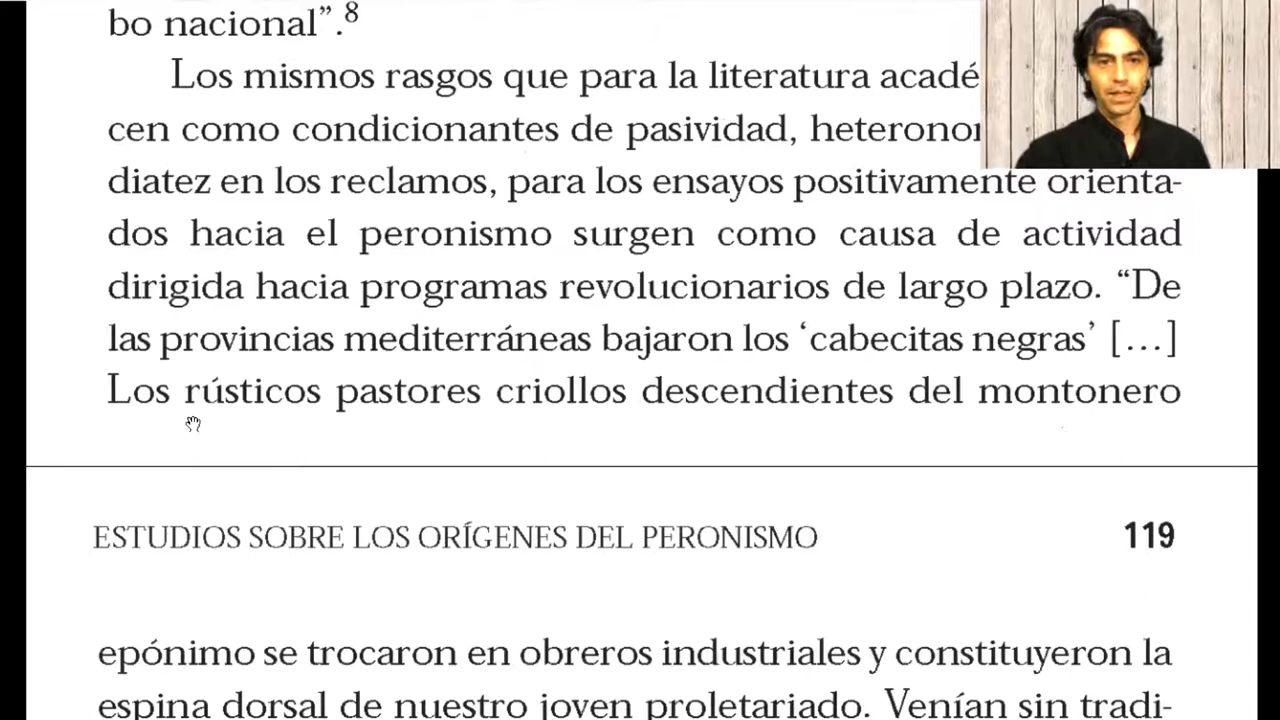 bo nacional”.8
Los mismos rasgos que para la literatura
cen como condicionantes de pasividad,
diatez en los reclamos, para los ensayos positivamente orienta-
dos hacia el peronismo surgen como causa de actividad
dirigida hacia programas revolucionarios de largo plazo. “De
las provincias mediterráneas bajaron los ‘cabecitas negras’ [...]
Los rústicos pastores criollos descendientes del montonero
ESTUDIOS SOBRE LOS ORÍGENES DEL PERONISMO 119
epónimo se trocaron en obreros industriales y constituyeron la
espina dorsal de nuestro joven proletariado. Venían sin tradi-